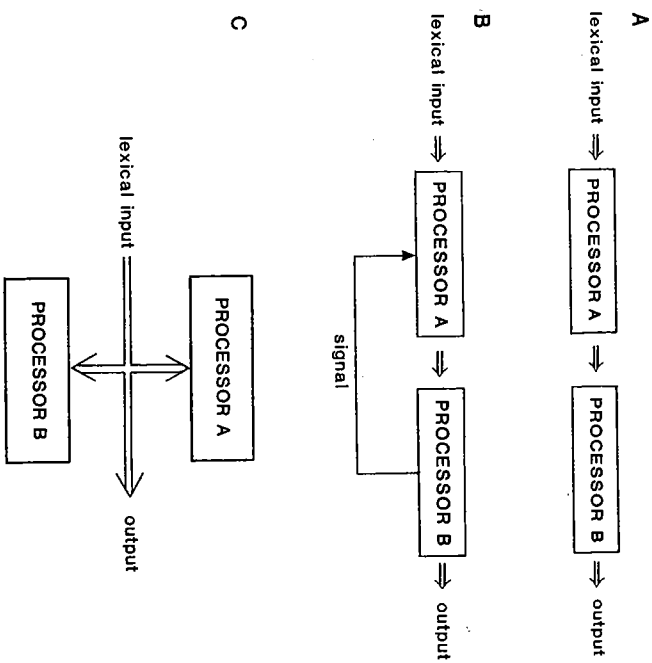 A
lexical input
PROCESSOR A
PROCESSOR B
output
B
lexical input
PROCESSOR A
PROCESSOR B
output
signal
C
PROCESSOR A
lexical input
output
PROCESSOR B